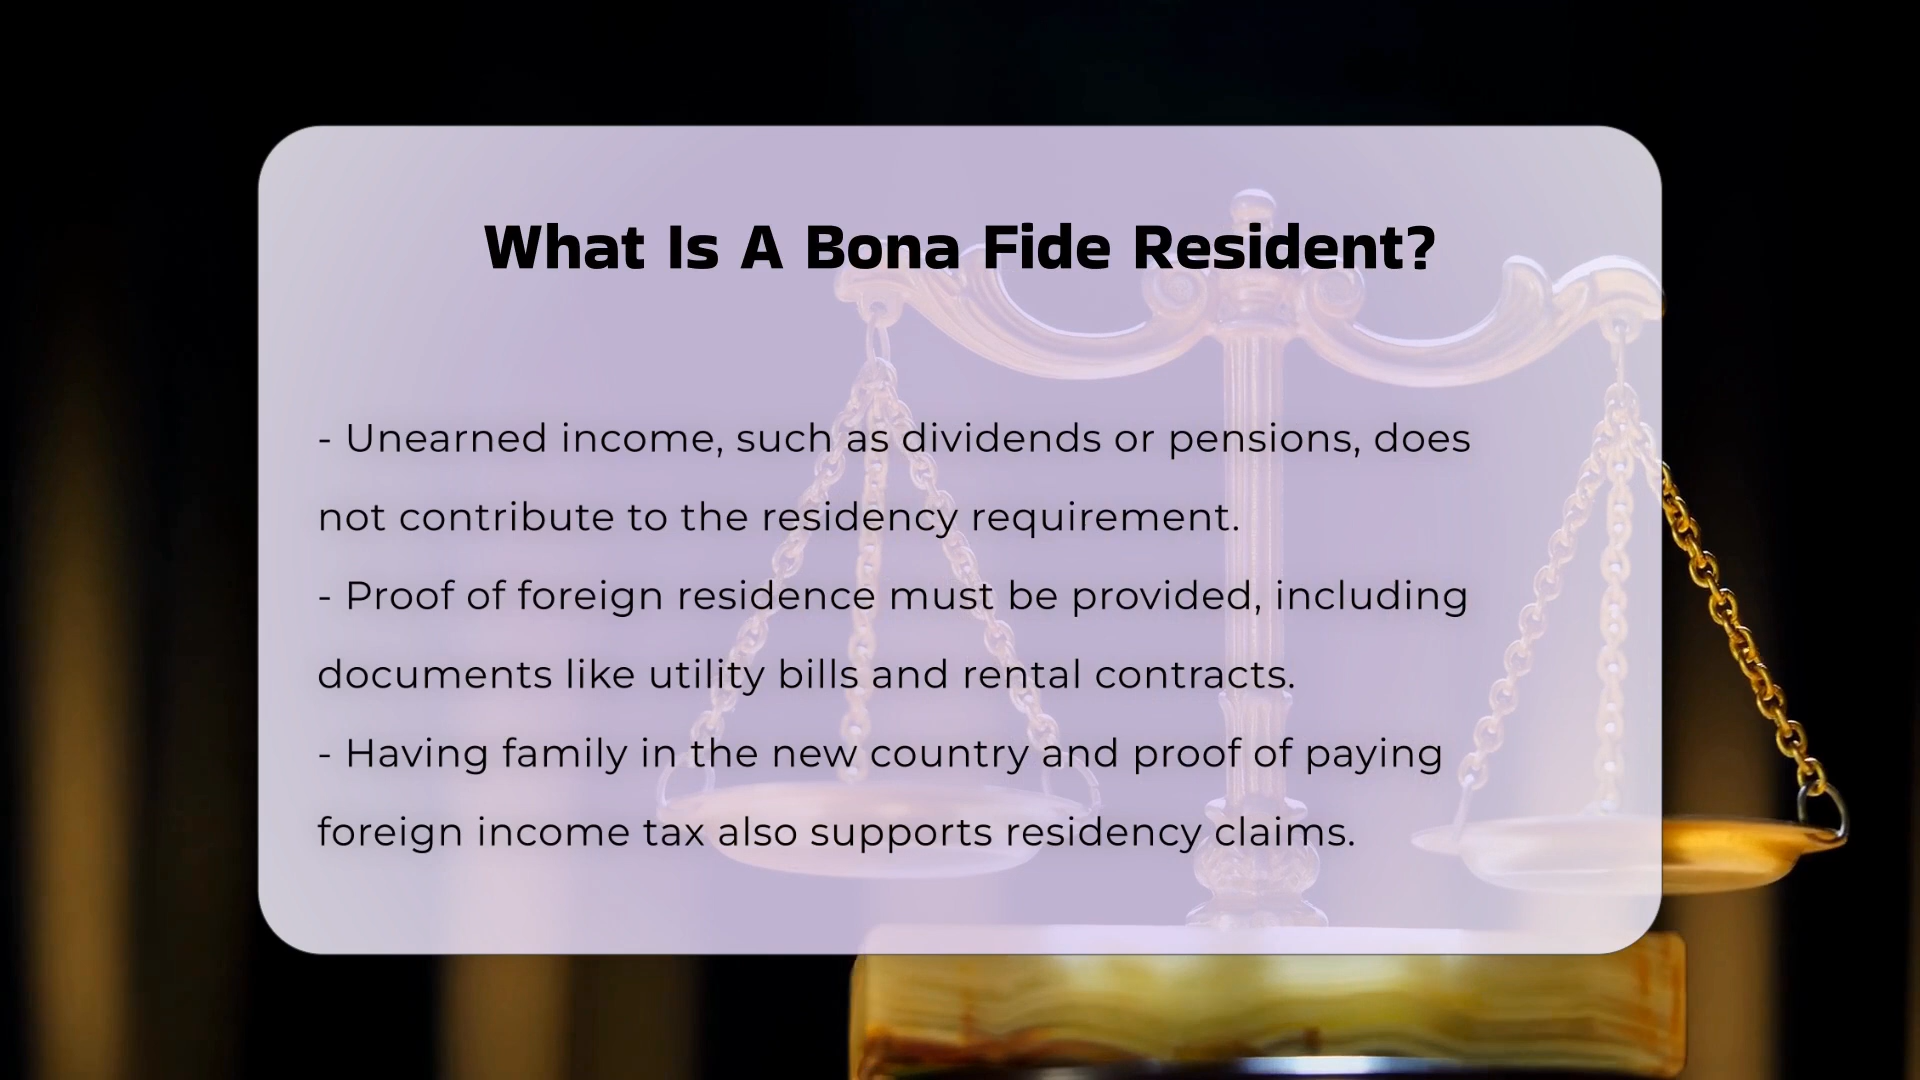 What Is A Bona Fide Resident?
- Unearned income, such as dividends or pensions, does
not contribute to the residency requirement.
- Proof of foreign residence must be provided, including
documents like utility bills and rental contracts.
- Having family in the new country and proof of paying
foreign income tax also supports residency claims.